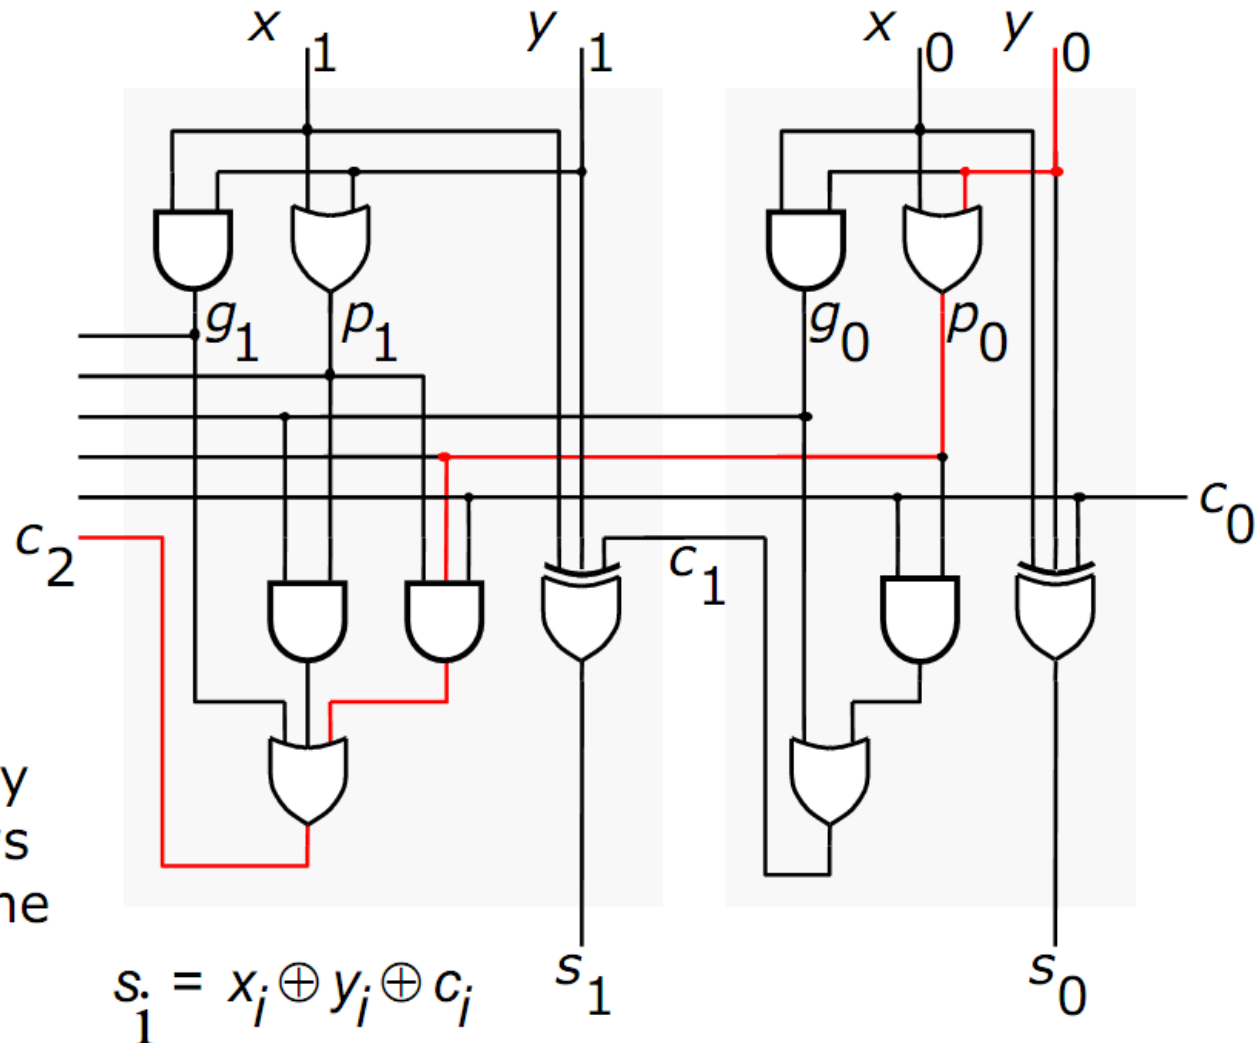 x1 y1 x0 y0
g1 p1 g0 p0
c0
c2 c1
y
s
ne
s1 s0
si = xi ⊕ yi ⊕ ci